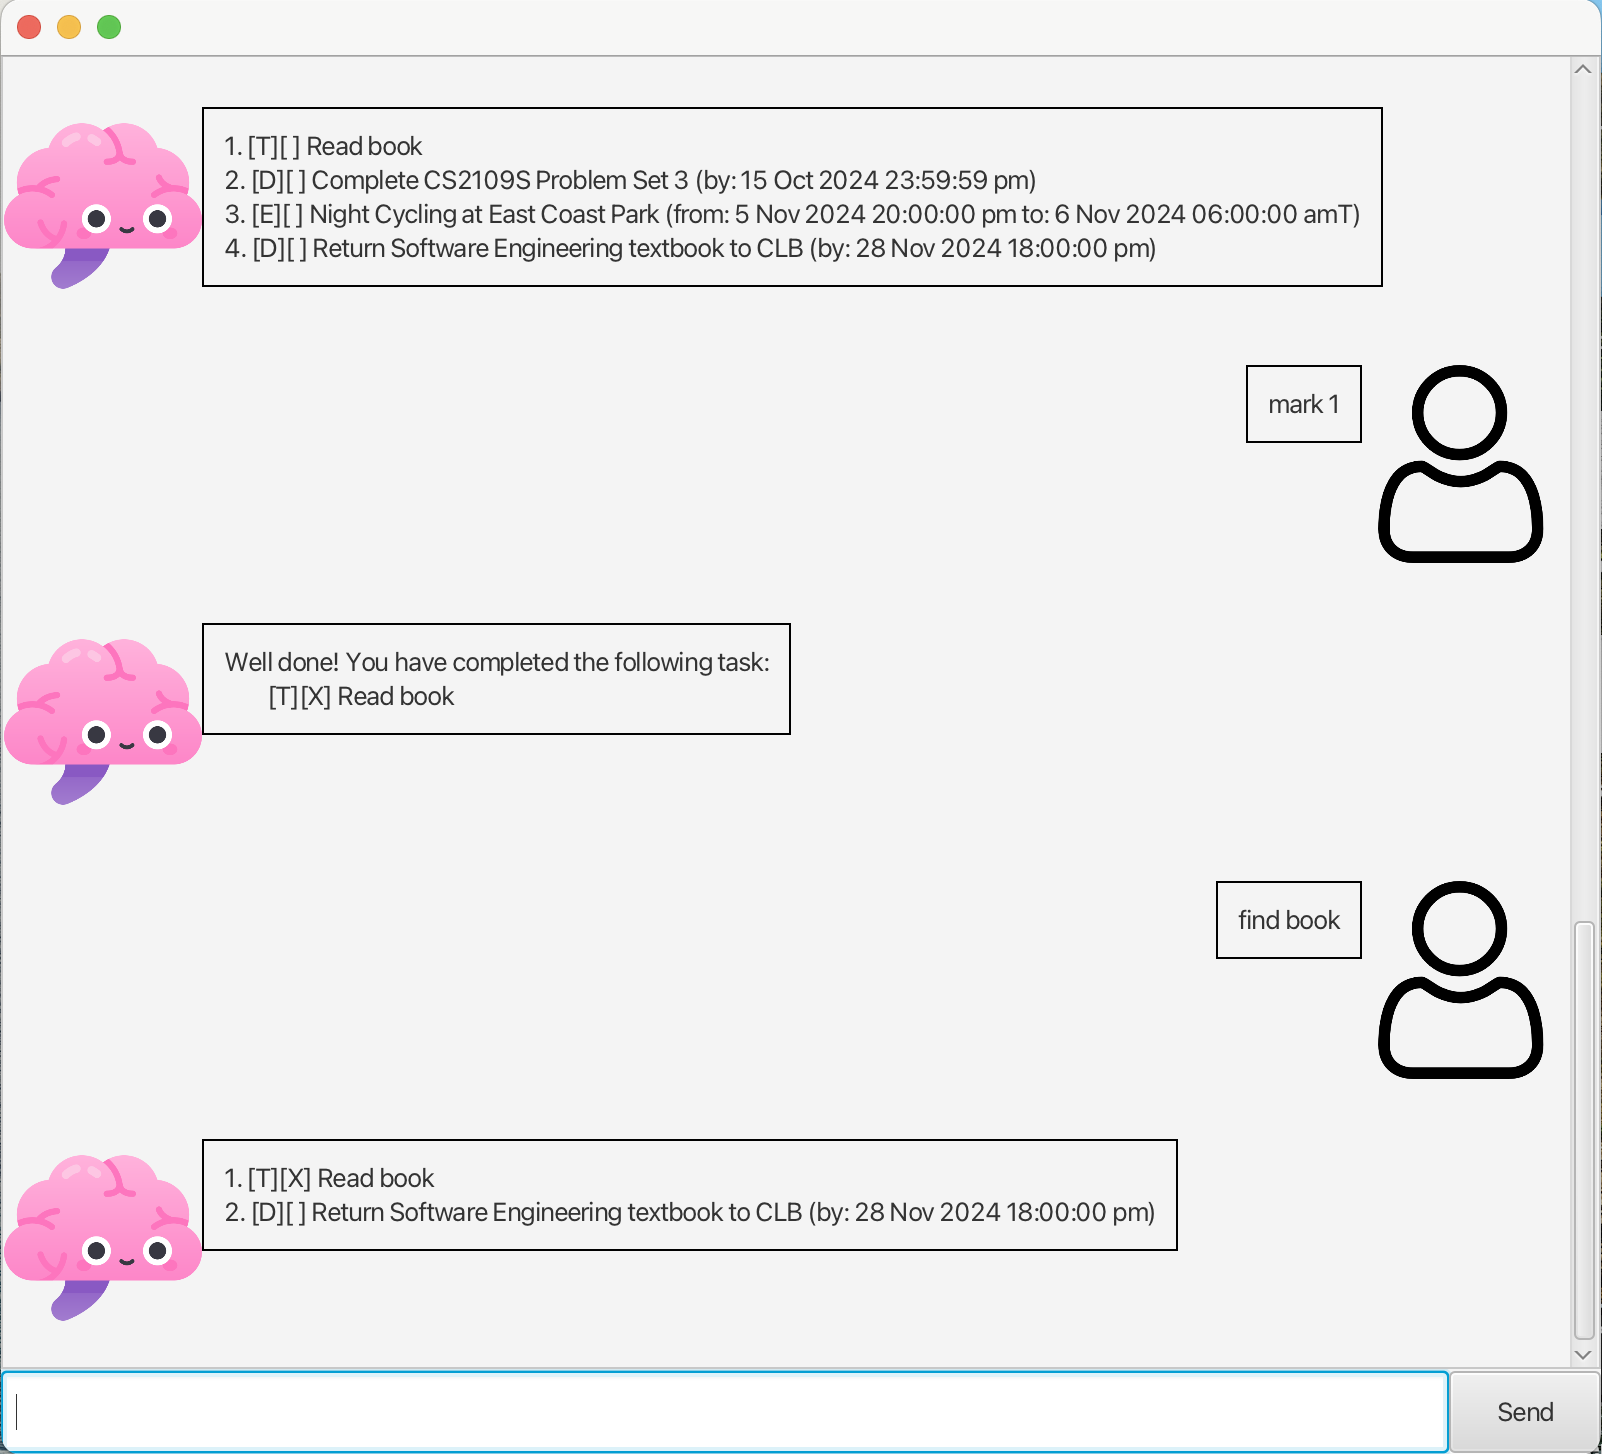 1. [T][ ] Read book
2. [D][ ] Complete CS2109S Problem Set 3 (by: 15 Oct 2024 23:59:59 pm)
3. [E][ ] Night Cycling at East Coast Park (from: 5 Nov 2024 20:00:00 pm to: 6 Nov 2024 06:00:00 amT)
4. [D][ ] Return Software Engineering textbook to CLB (by: 28 Nov 2024 18:00:00 pm)
mark 1
Well done! You have completed the following task:
[T][X] Read book
find book
1. [T][X] Read book
2. [D][ ] Return Software Engineering textbook to CLB (by: 28 Nov 2024 18:00:00 pm)
Send